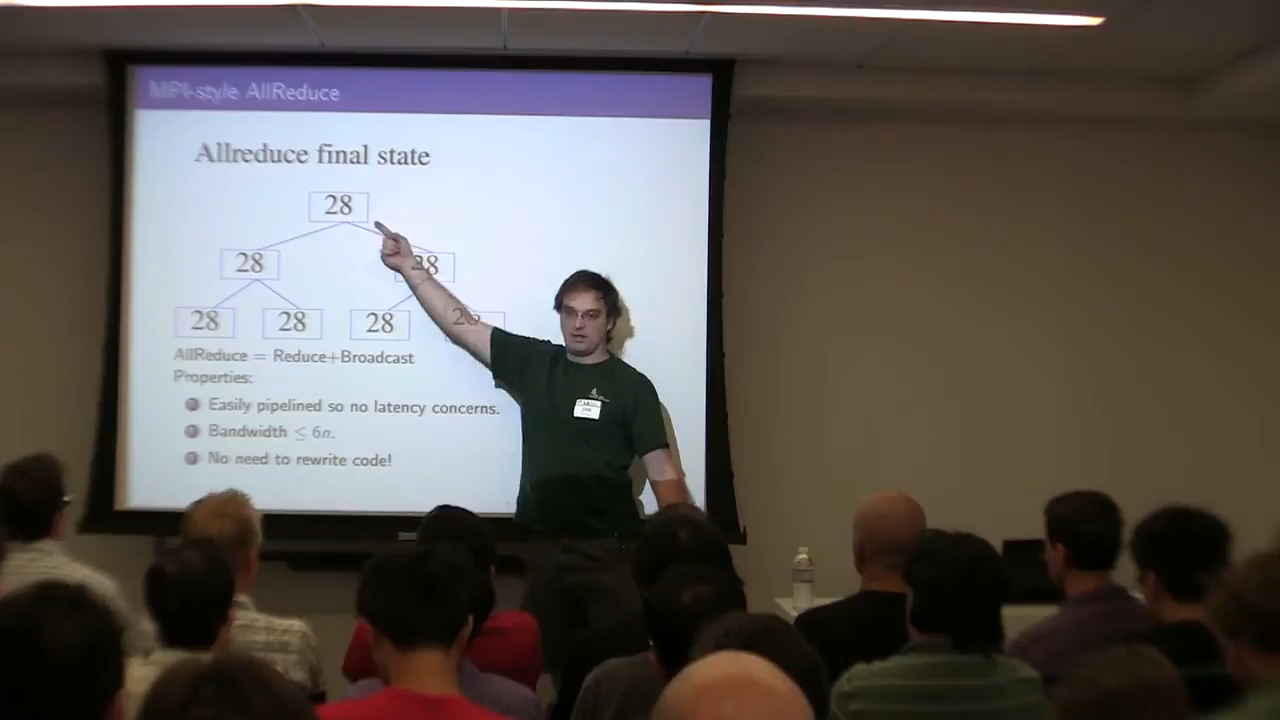 MPI-style AllReduce
Allreduce final state
28
28 28
28 28 28 28
AllReduce = Reduce+Broadcast
Properties:
Easily pipelined so no latency concerns.
Bandwidth ≤ 6n.
No need to rewrite code!